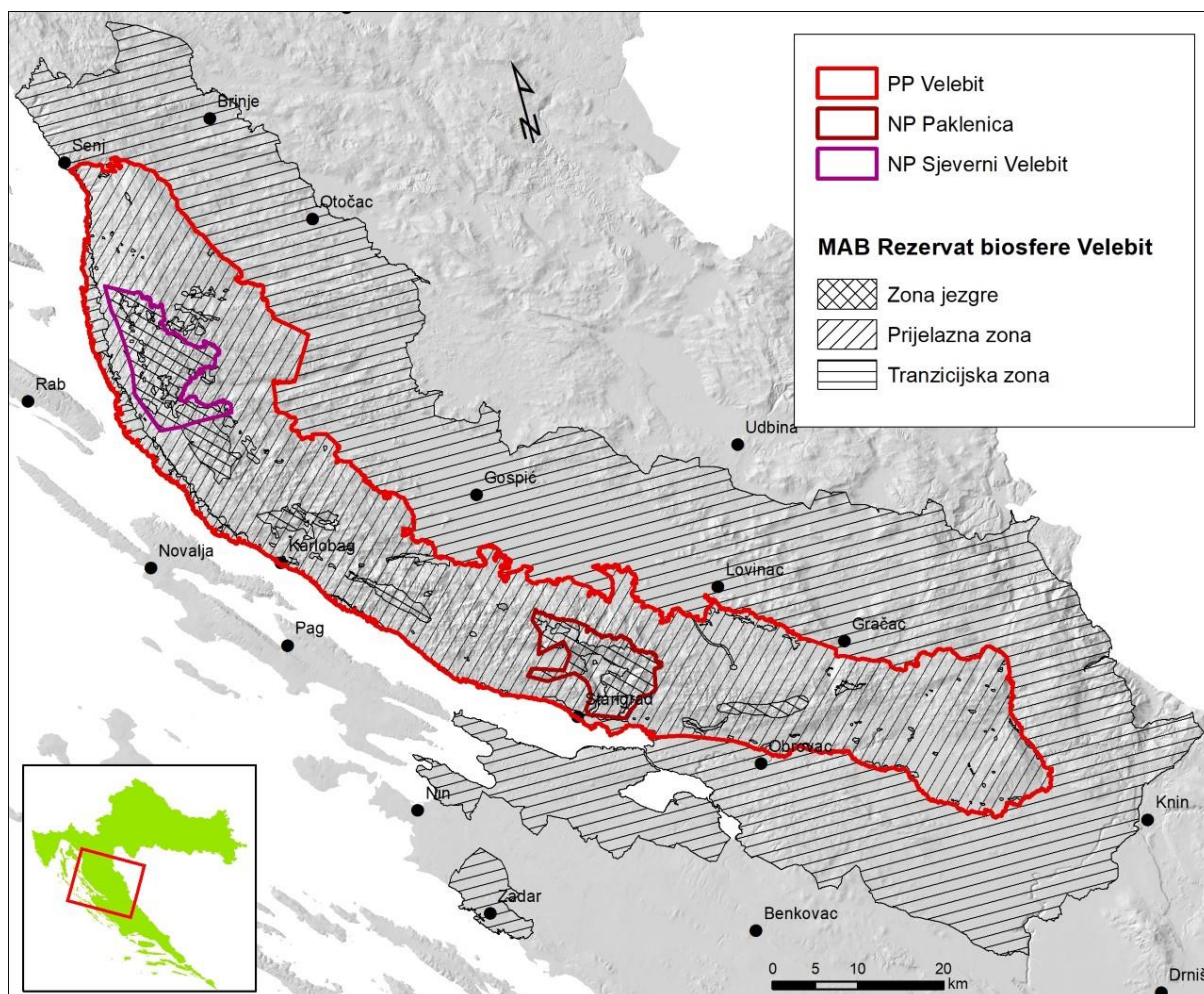 PP Velebit
NP Paklenica
NP Sjeverni Velebit
MAB Rezervat biosfere Velebit
Zona jezgre
Prijelazna zona
Tranzicijska zona
Brinje
Senj
Otočac
Rab
Udbina
Gospić
Novalja
Karlobag
Lovinac
Pag
Gračac
Starigrad
Obrovac
Nin
Knin
Zadar
Benkovac
Drniš
0 5 10 20
km